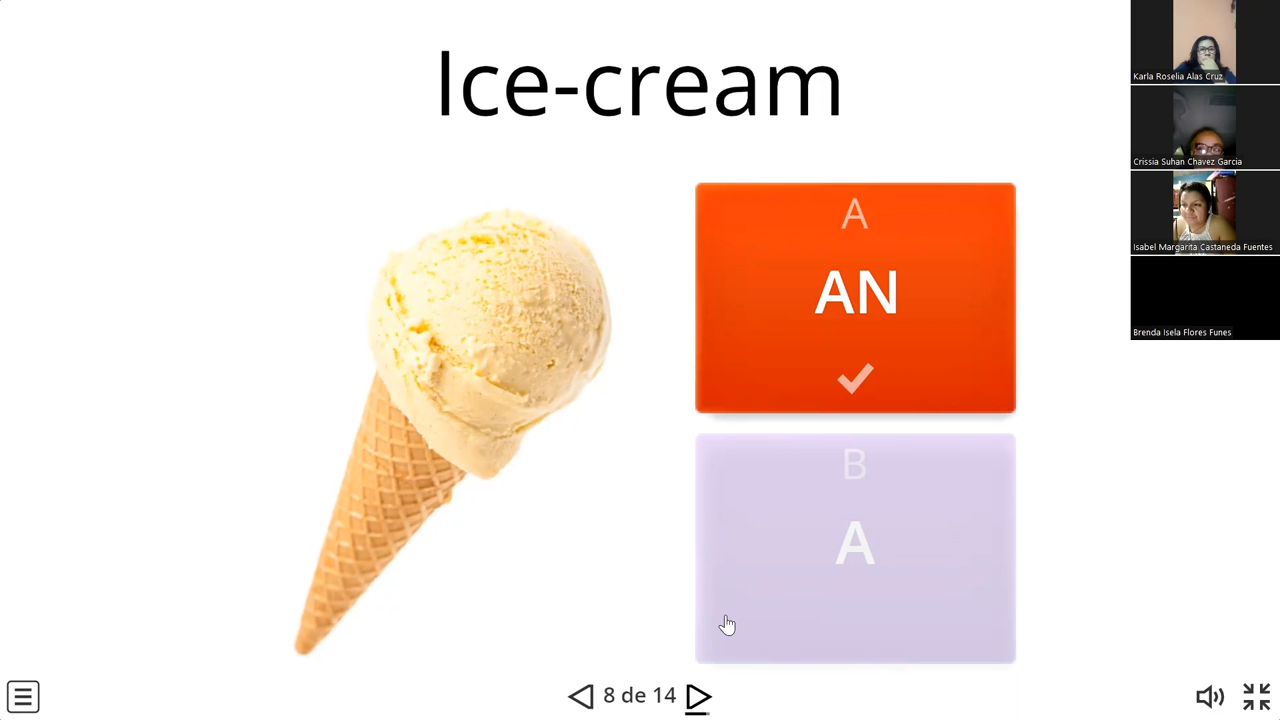 Ice-cream
A
AN
B
A
8 de 14
Karla Roselia Alas Cruz
Crissia Suhan Chavez Garcia
Isabel Margarita Castaneda Fuentes
Brenda Isela Flores Funes